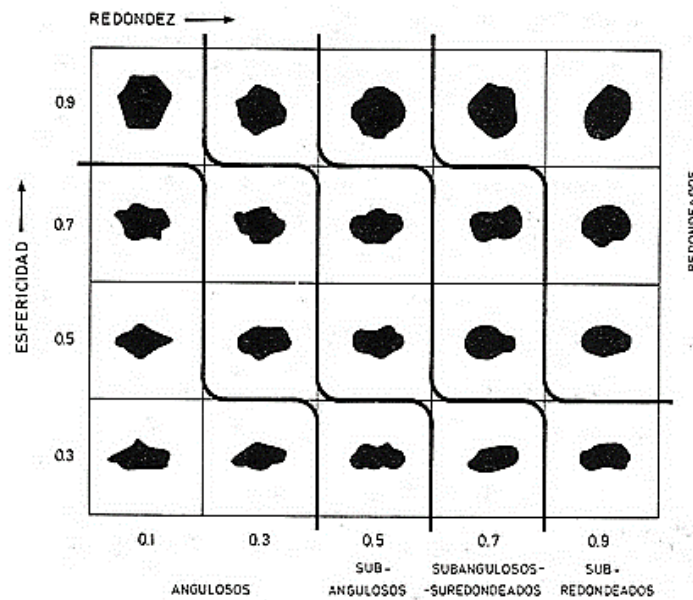 REDONDEZ
0.9
0.7
0.5
0.3
ESFERICIDAD
REDONDEADOS
0.1
0.3
0.5
0.7
0.9
SUB-
ANGULOSOS
SUBANGULOSOS-
-SUREDONDEADOS
SUB-
REDONDEADOS
ANGULOSOS